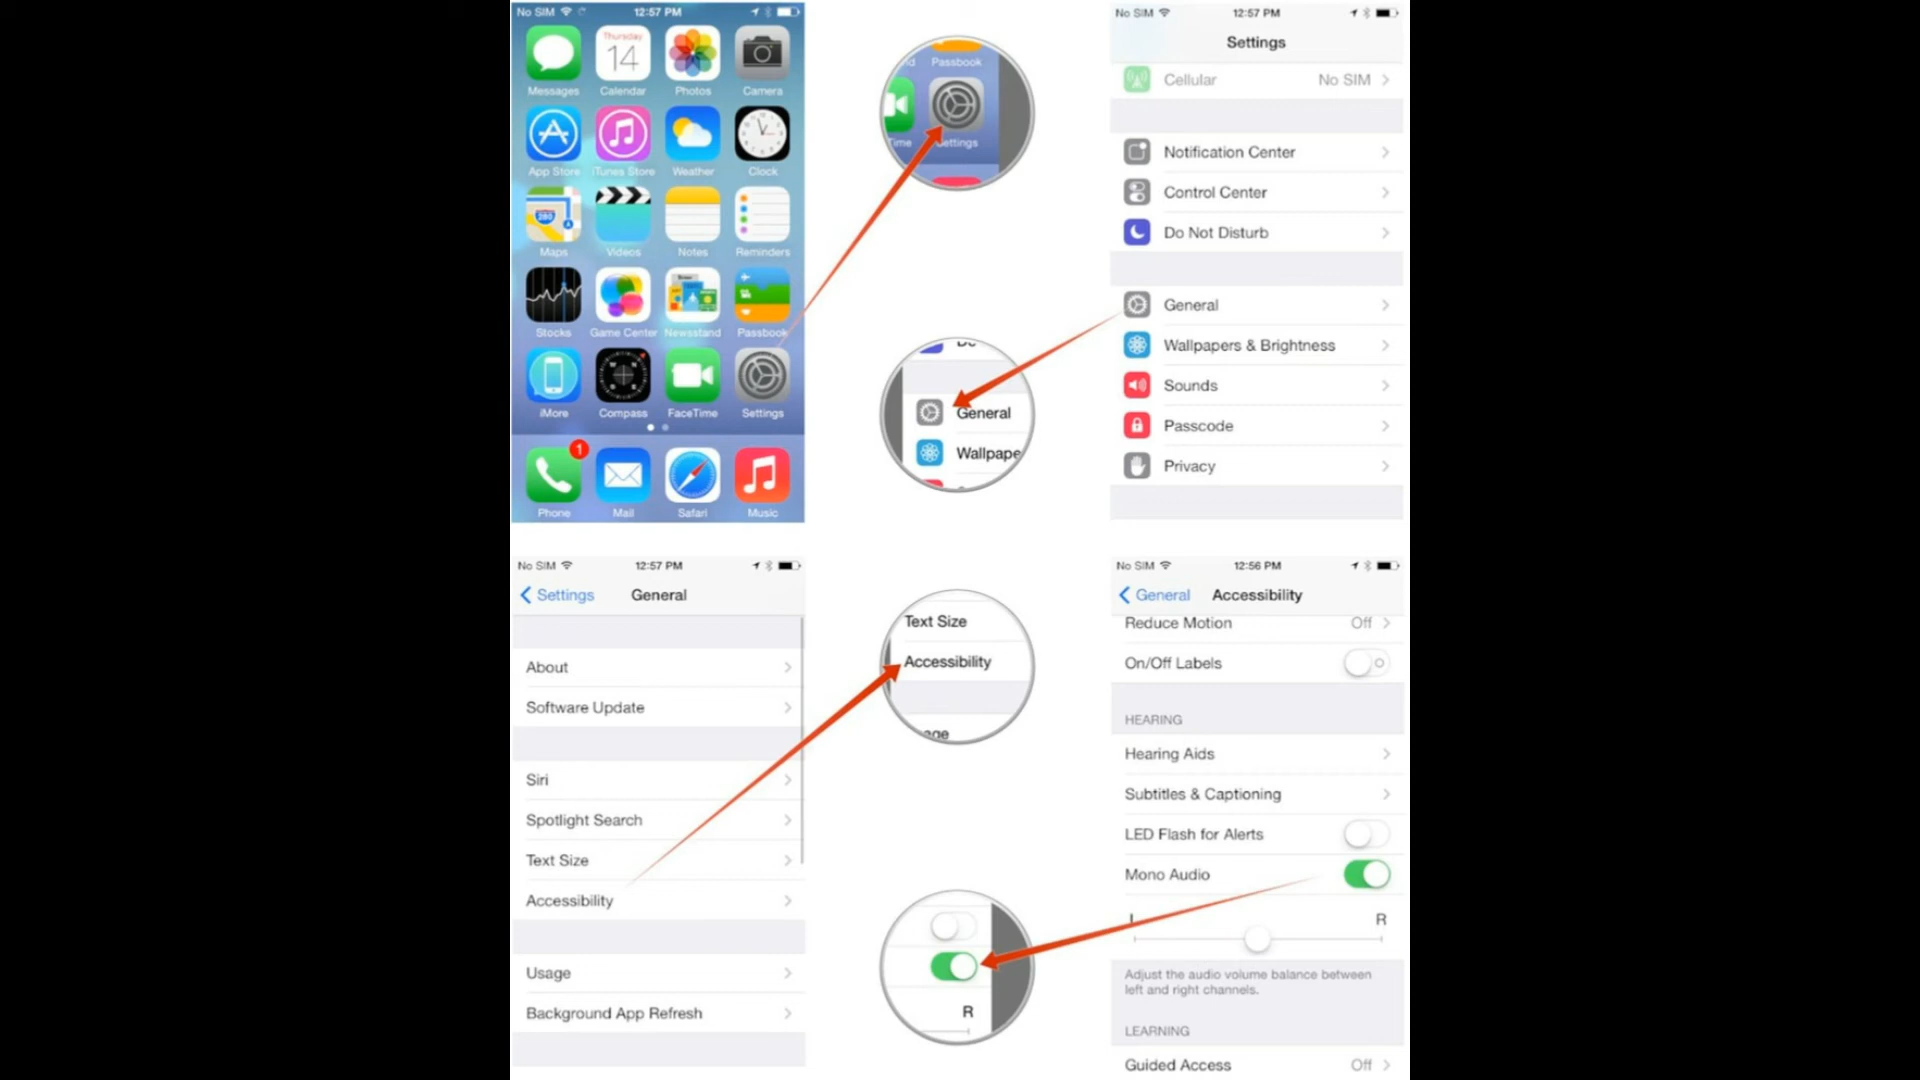 No SIM 12:57 PM
Thursday
14
Messages Calendar Photos Camera
App Store iTunes Store Weather Clock
280
Maps Videos Notes Reminders
Stocks Game Center Newsstand Passbook
iMore Compass FaceTime Settings
1
Phone Mail Safari Music
Passbook
Time Settings
General
Wallpape
No SIM 12:57 PM
Settings
Cellular No SIM
Notification Center
Control Center
Do Not Disturb
General
Wallpapers & Brightness
Sounds
Passcode
Privacy
No SIM 12:57 PM
Settings General
About
Software Update
Siri
Spotlight Search
Text Size
Accessibility
Usage
Background App Refresh
Text Size
Accessibility
age
R
No SIM 12:56 PM
General Accessibility
Reduce Motion Off
On/Off Labels
HEARING
Hearing Aids
Subtitles & Captioning
LED Flash for Alerts
Mono Audio
L R
Adjust the audio volume balance between
left and right channels.
LEARNING
Guided Access Off